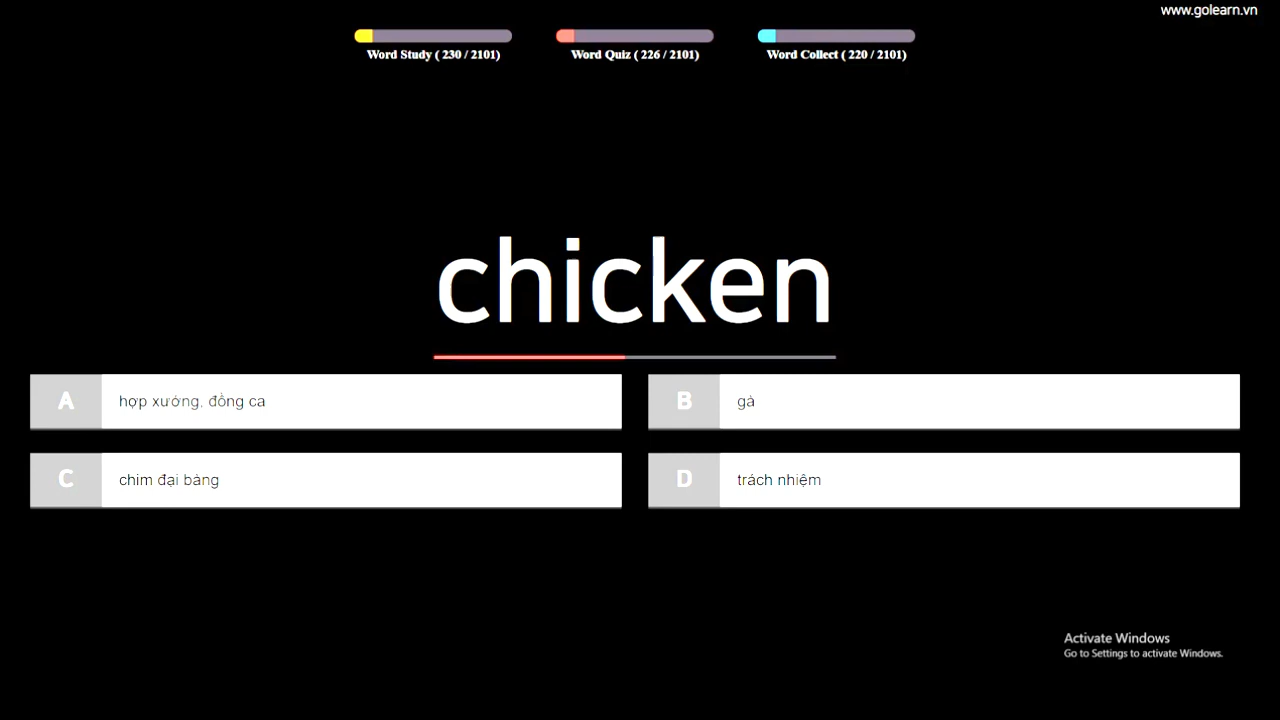 www.golearn.vn
Word Study ( 230 / 2101)
Word Quiz ( 226 / 2101)
Word Collect ( 220 / 2101)
chicken
A hợp xướng, đồng ca
B gà
C chim đại bàng
D trách nhiệm
Activate Windows
Go to Settings to activate Windows.